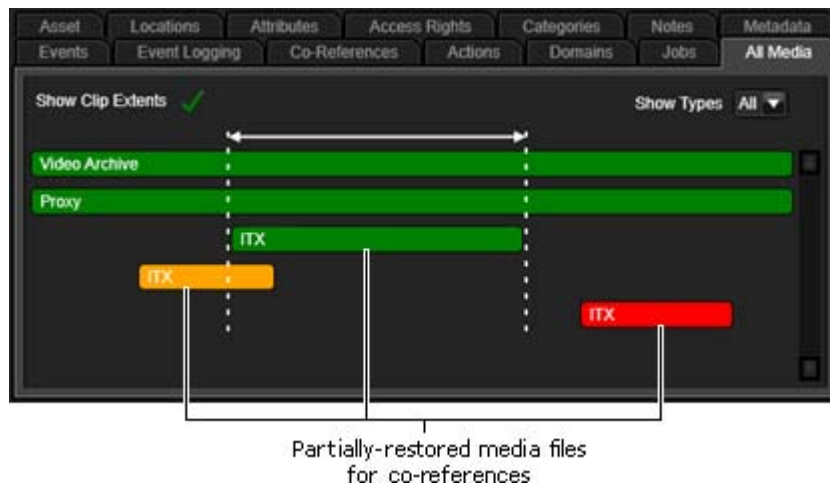 Asset Locations Attributes Access Rights Categories Notes Metadata
Events Event Logging Co-References Actions Domains Jobs All Media
Show Clip Extents Show Types All
Video Archive
Proxy
ITX
ITX
ITX
Partially-restored media files
for co-references